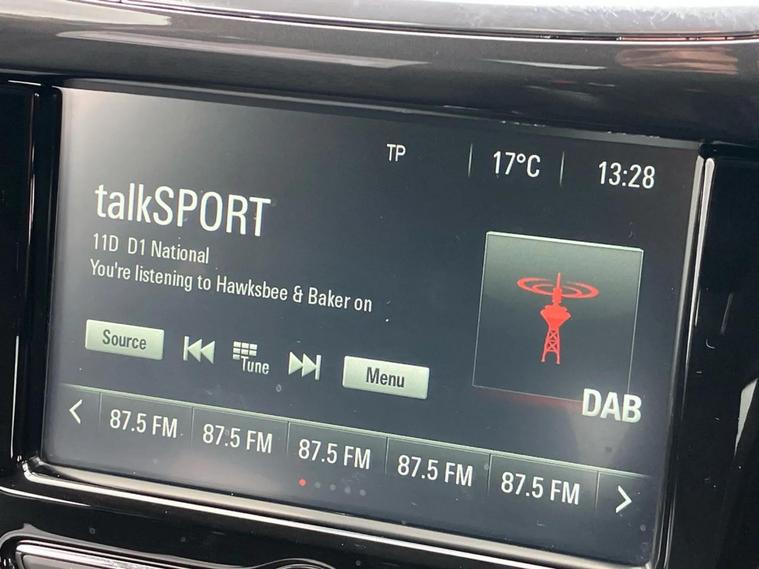 TP 17°C 13:28
talkSPORT
11D D1 National
You're listening to Hawksbee & Baker on
Source Tune Menu
DAB
87.5 FM 87.5 FM 87.5 FM 87.5 FM 87.5 FM